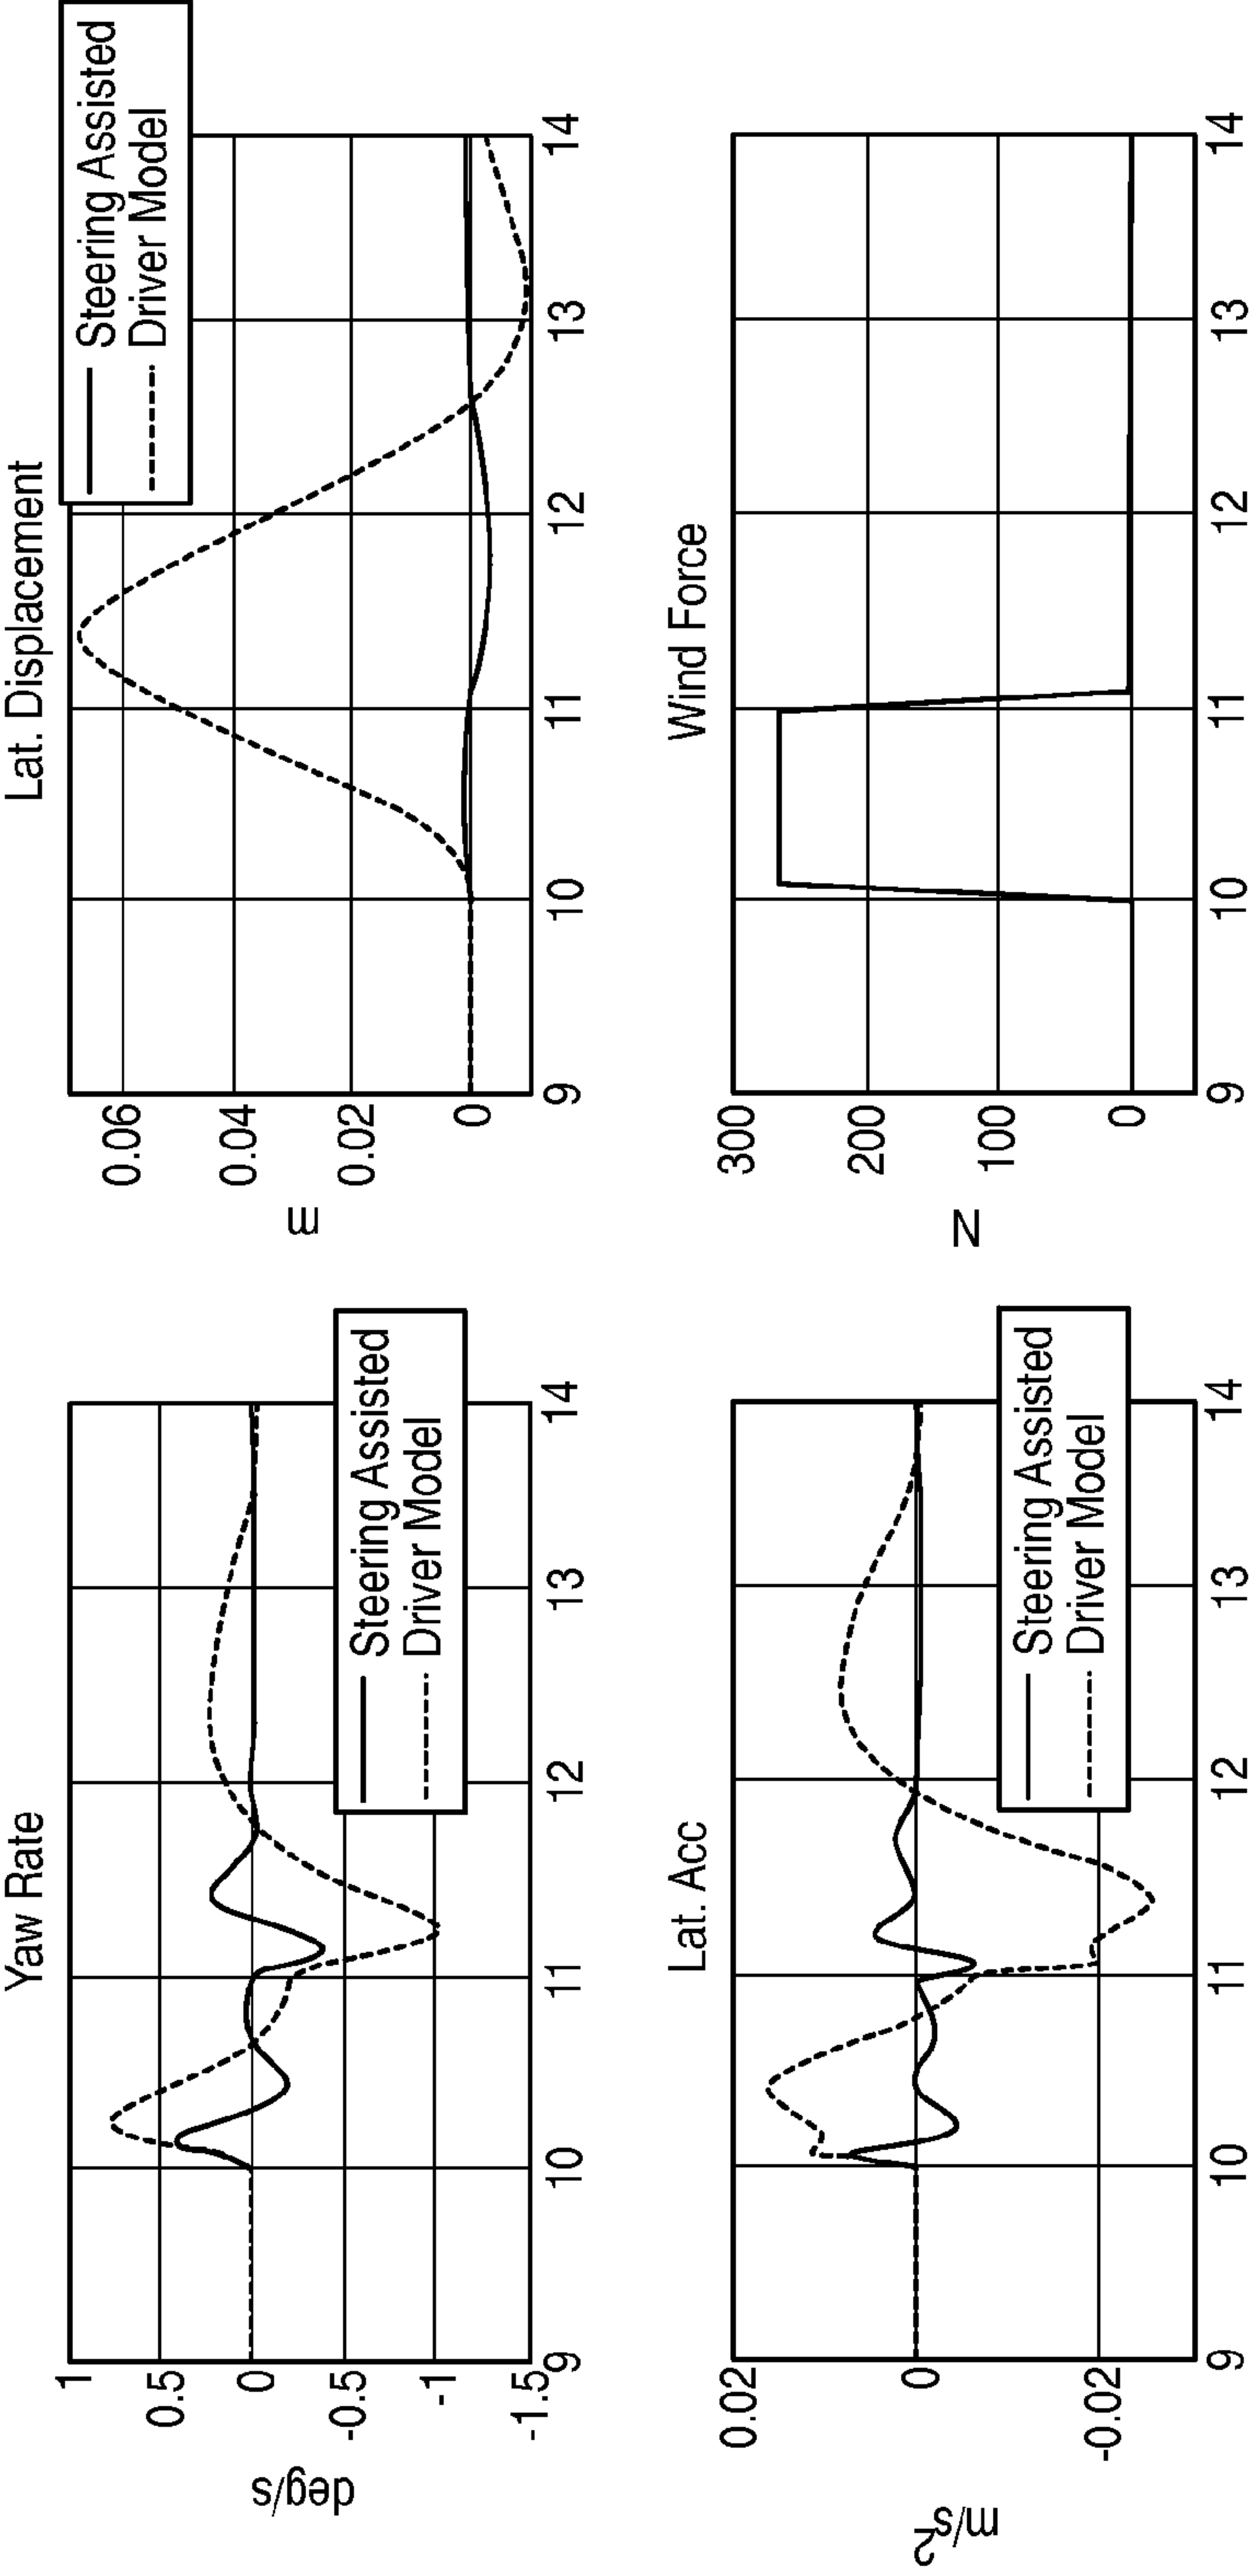 Yaw Rate
deg/s
1
0.5
0
-0.5
-1
-1.5
9
10
11
12
13
14
Steering Assisted
Driver Model
Lat. Displacement
m
0.06
0.04
0.02
0
9
10
11
12
13
14
Steering Assisted
Driver Model
Lat. Acc
m/s2
0.02
0
-0.02
9
10
11
12
13
14
Steering Assisted
Driver Model
Wind Force
N
300
200
100
0
9
10
11
12
13
14